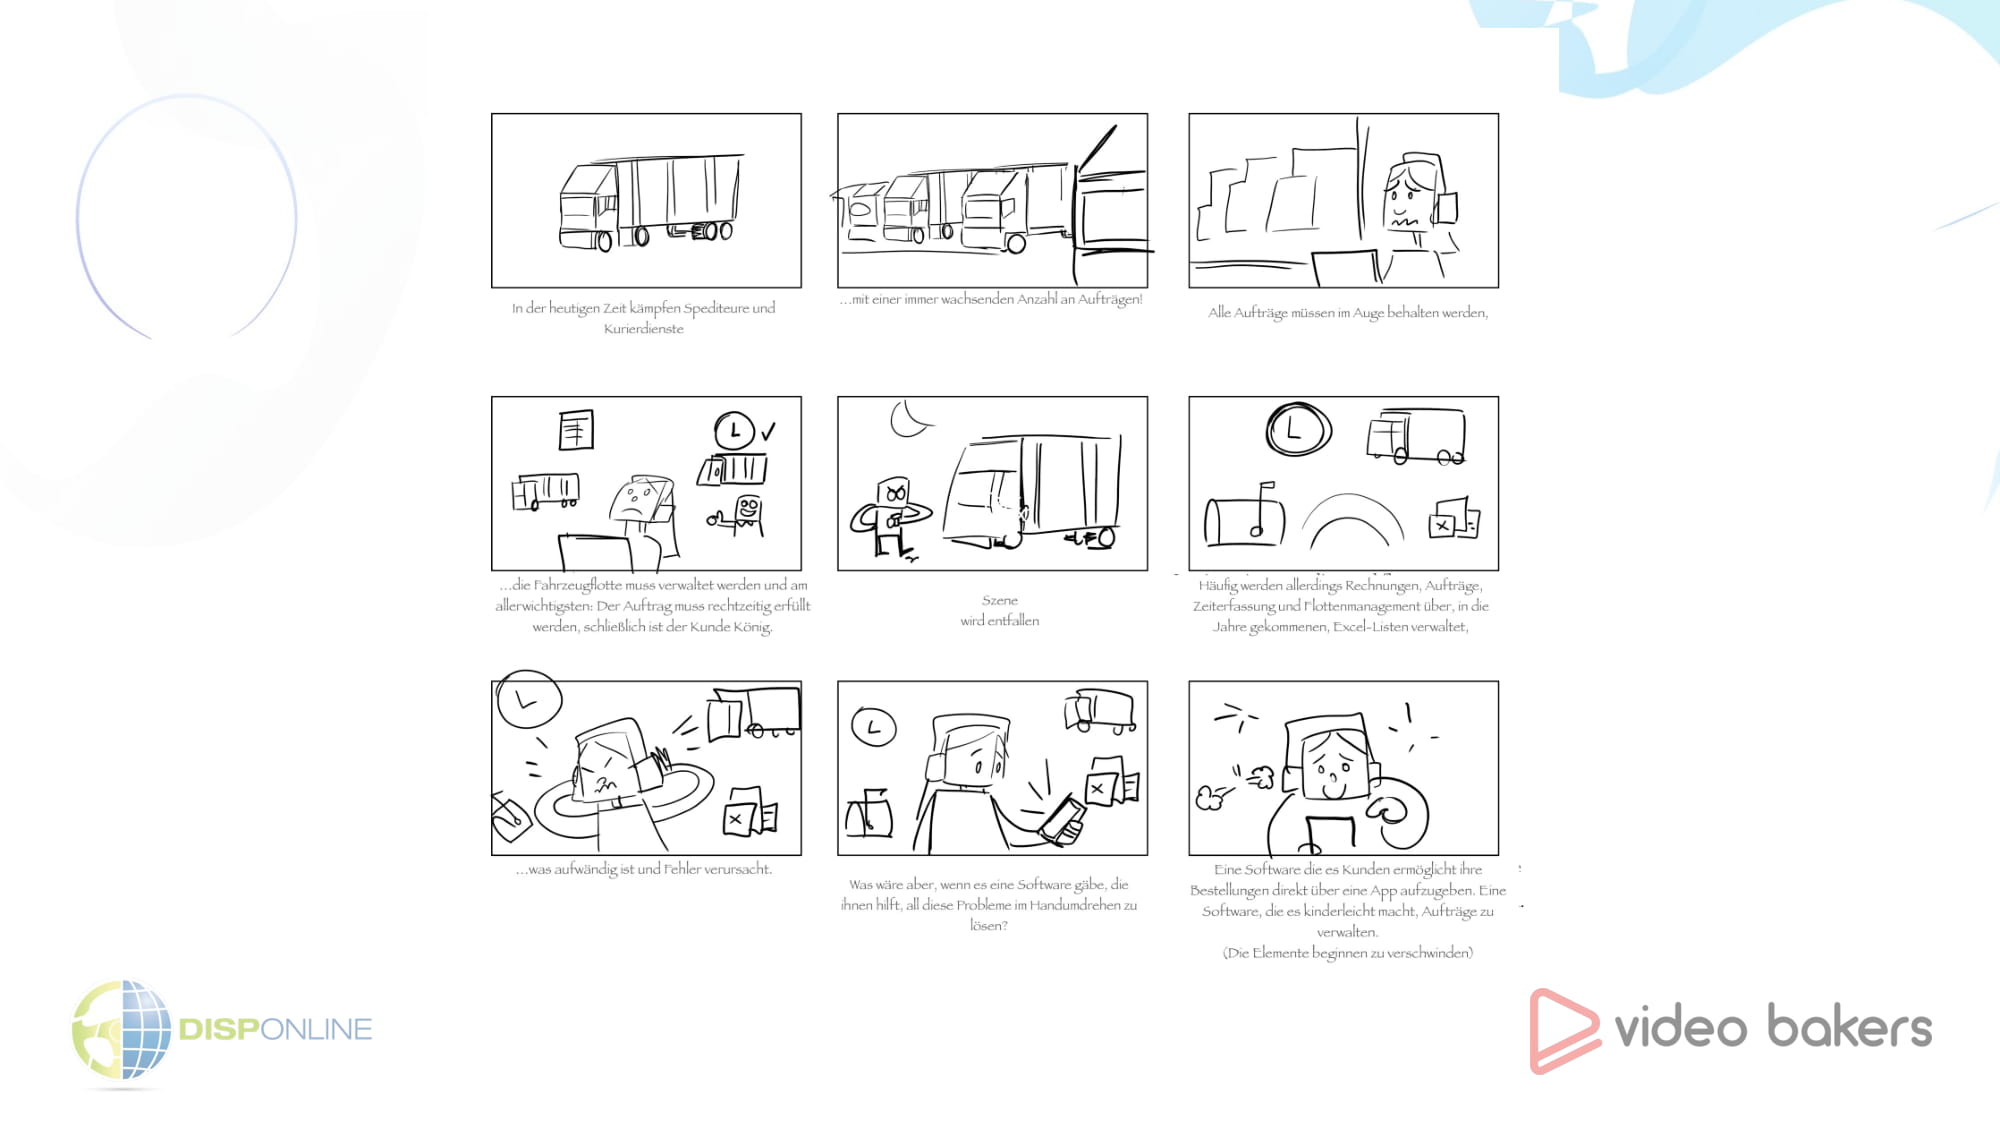 In der heutigen Zeit kämpfen Spediteure und
Kurierdienste
...mit einer immer wachsenden Anzahl an Aufträgen!
Alle Aufträge müssen im Auge behalten werden,
...die Fahrzeugflotte muss verwaltet werden und am
allerwichtigsten: Der Auftrag muss rechtzeitig erfüllt
werden, schließlich ist der Kunde König.
Szene
wird entfallen
Häufig werden allerdings Rechnungen, Aufträge,
Zeiterfassung und Flottenmanagement über, in die
Jahre gekommenen, Excel-Listen verwaltet,
...was aufwändig ist und Fehler verursacht.
Was wäre aber, wenn es eine Software gäbe, die
ihnen hilft, all diese Probleme im Handumdrehen zu
lösen?
Eine Software die es Kunden ermöglicht ihre
Bestellungen direkt über eine App aufzugeben. Eine
Software, die es kinderleicht macht, Aufträge zu
verwalten.
(Die Elemente beginnen zu verschwinden)
DISPONLINE
video bakers